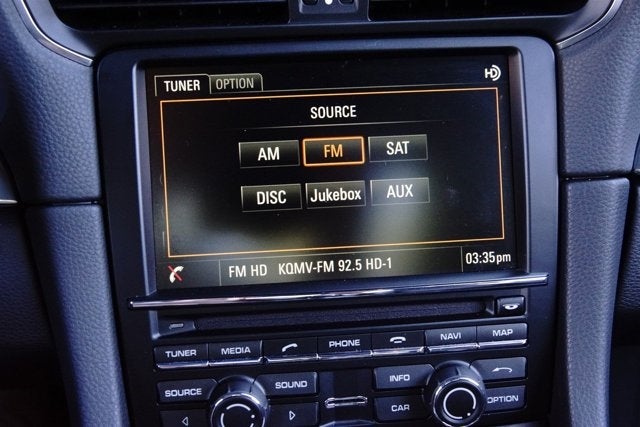 TUNER OPTION HD
SOURCE
AM FM SAT
DISC Jukebox AUX
FM HD KQMV-FM 92.5 HD-1 03:35pm
TUNER MEDIA PHONE NAVI MAP
SOURCE SOUND INFO
CAR OPTION